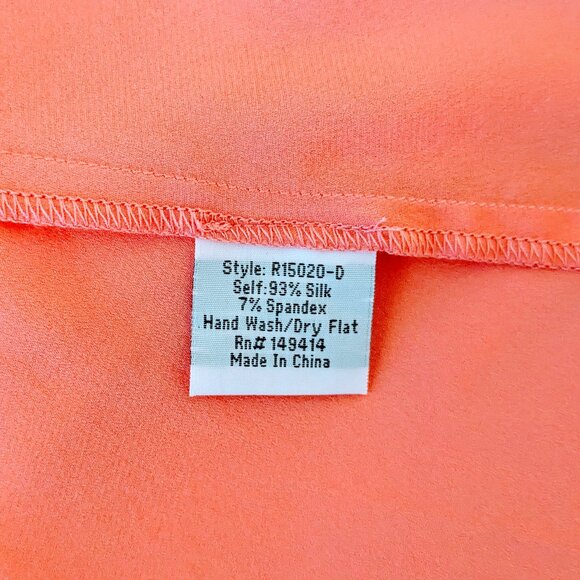 Style: R15020-D
Self:93% Silk
7% Spandex
Hand Wash/Dry Flat
Rn# 149414
Made In China